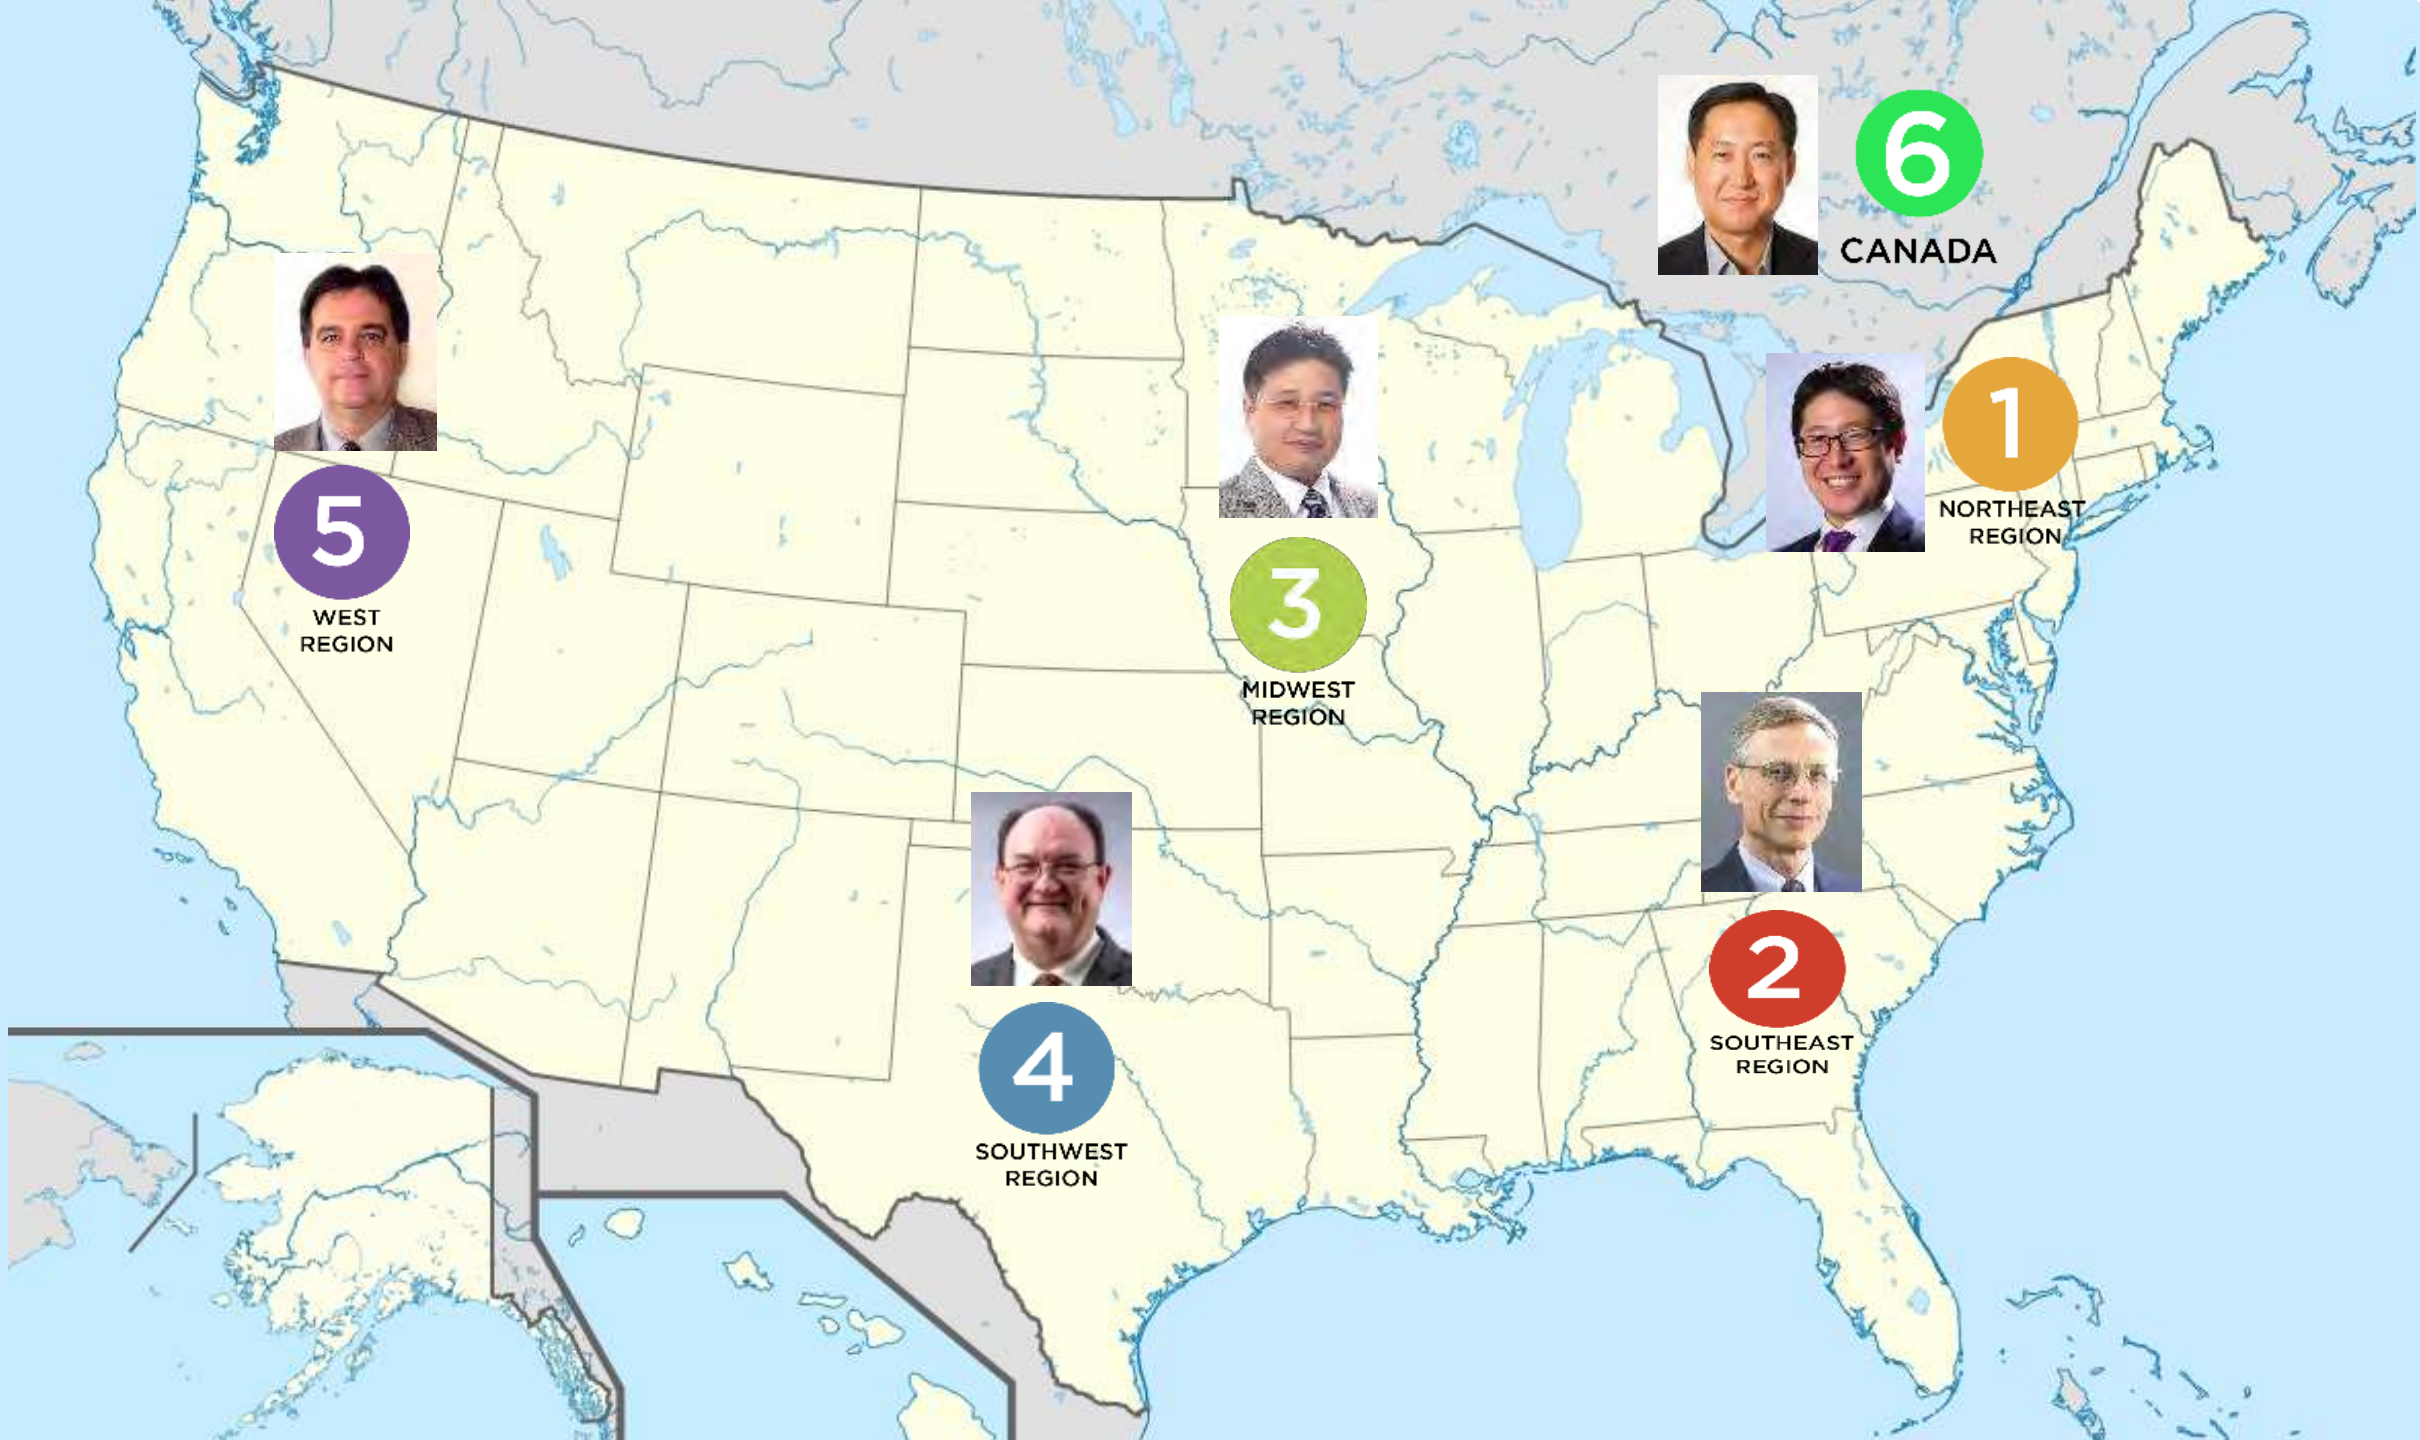 6
CANADA
1
NORTHEAST
REGION
5
WEST
REGION
3
MIDWEST
REGION
2
SOUTHEAST
REGION
4
SOUTHWEST
REGION